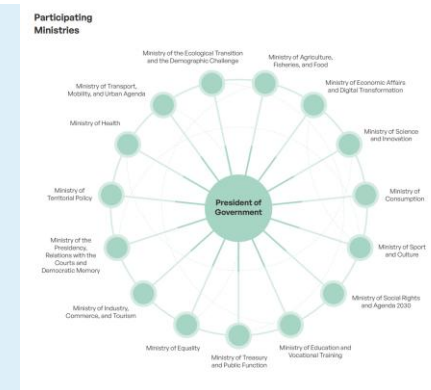 Participating
Ministries
Ministry of the Ecological Transition
and the Demographic Challenge
Ministry of Agriculture,
Fisheries, and Food
Ministry of Transport,
Mobility, and Urban Agenda
Ministry of Economic Affairs
and Digital Transformation
Ministry of Health
Ministry of Science
and Innovation
Ministry of
Territorial Policy
President of
Government
Ministry of
Consumption
Ministry of the
Presidency,
Relations with the
Courts and
Democratic Memory
Ministry of Sport
and Culture
Ministry of Industry,
Commerce, and Tourism
Ministry of Social Rights
and Agenda 2030
Ministry of Equality
Ministry of Treasury
and Public Function
Ministry of Education and
Vocational Training